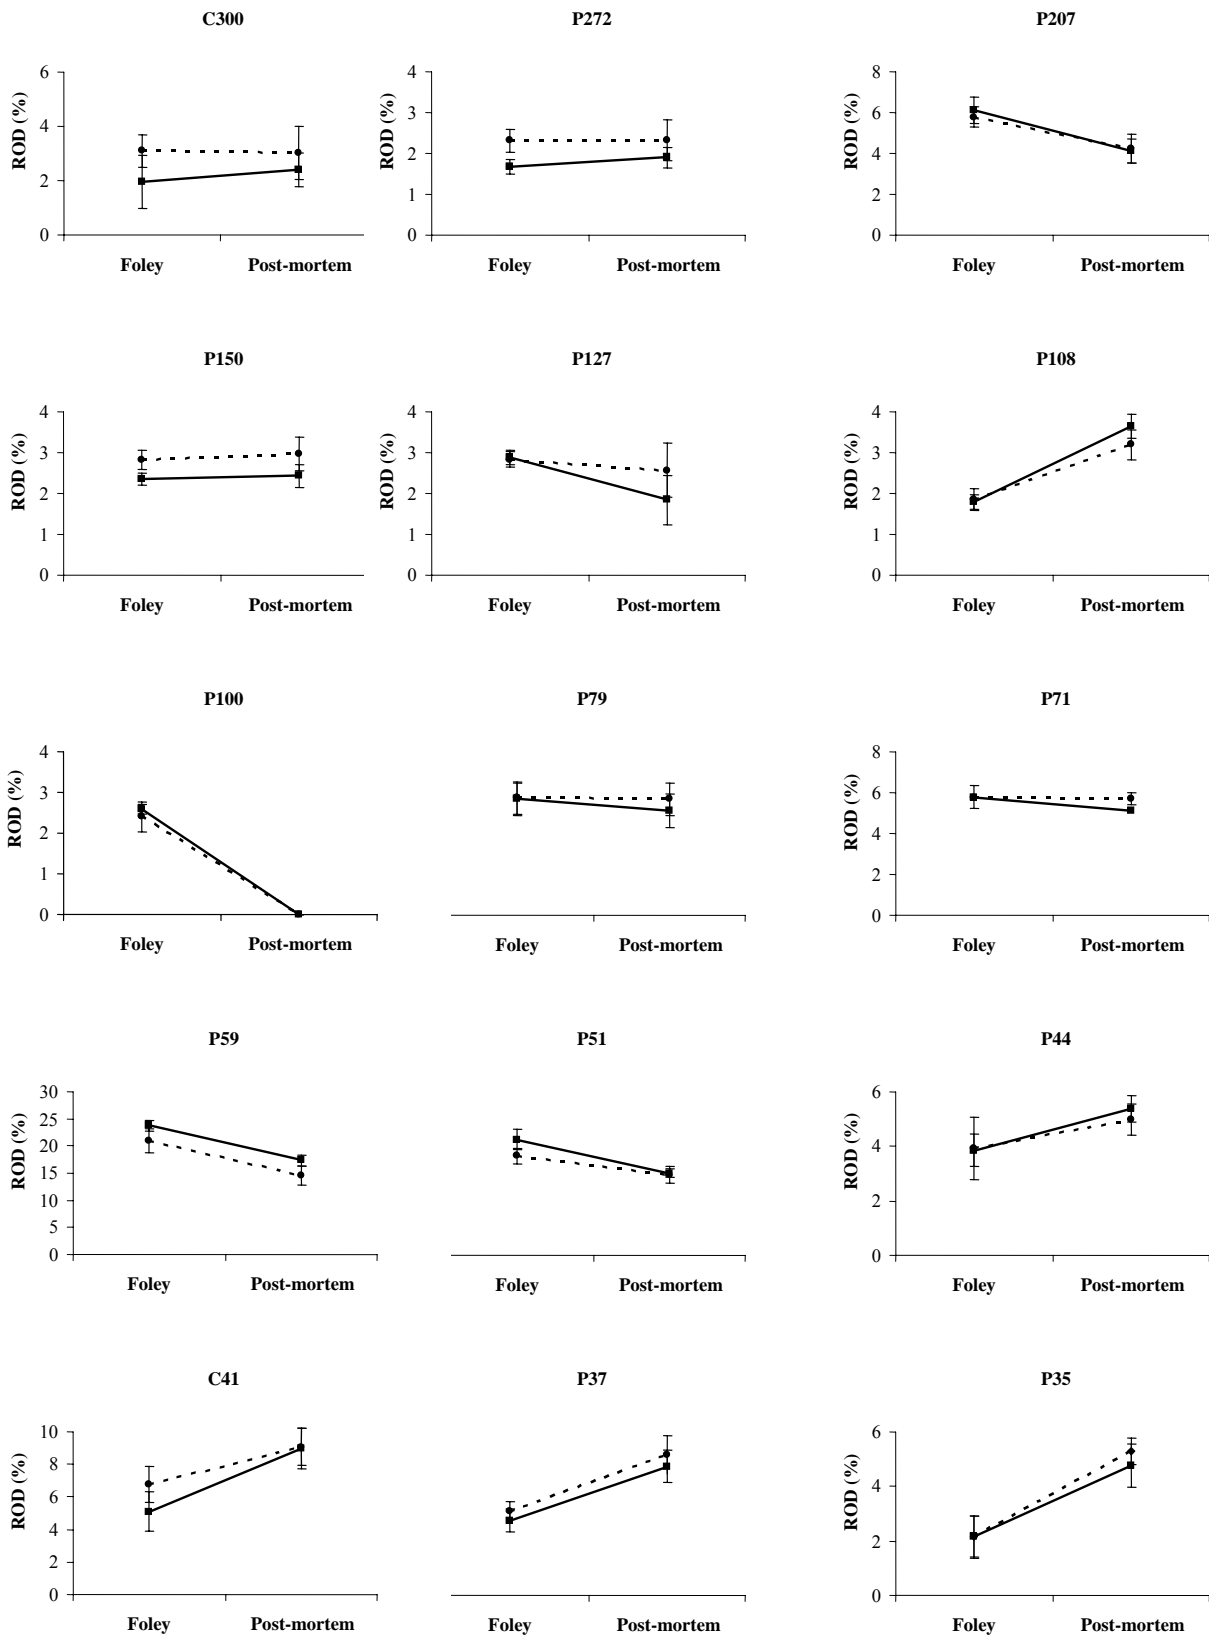 C300 P272 P207
ROD (%) 6 4 2 0 Foley Post-mortem
ROD (%) 4 3 2 1 0 Foley Post-mortem
ROD (%) 8 6 4 2 0 Foley Post-mortem
P150 P127 P108
ROD (%) 4 3 2 1 0 Foley Post-mortem
ROD (%) 4 3 2 1 0 Foley Post-mortem
ROD (%) 4 3 2 1 0 Foley Post-mortem
P100 P79 P71
ROD (%) 4 3 2 1 0 Foley Post-mortem
Foley Post-mortem
ROD (%) 8 6 4 2 0 Foley Post-mortem
P59 P51 P44
ROD (%) 30 25 20 15 10 5 0 Foley Post-mortem
Foley Post-mortem
ROD (%) 6 4 2 0 Foley Post-mortem
C41 P37 P35
ROD (%) 10 8 6 4 2 0 Foley Post-mortem
Foley Post-mortem
ROD (%) 6 4 2 0 Foley Post-mortem